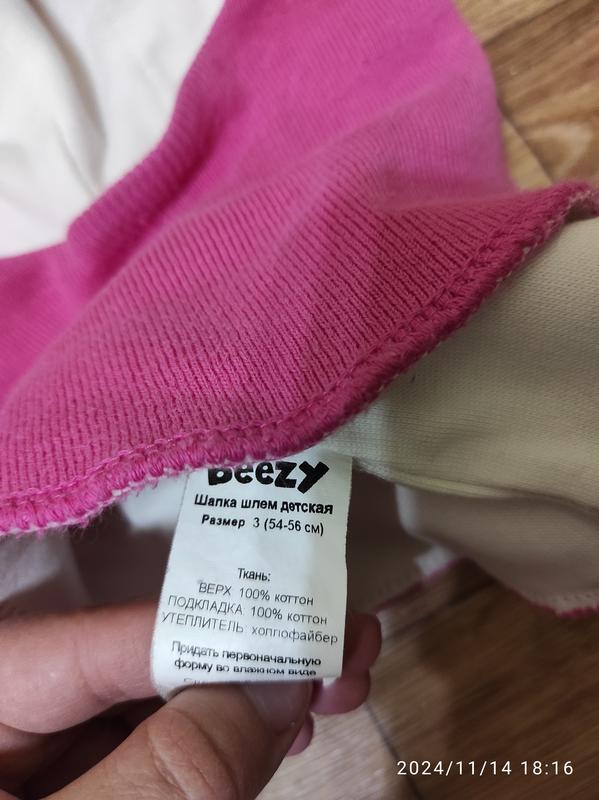 Beezy
Шапка шлем детская
Размер 3 (54-56 см)
Ткань:
ВЕРХ 100% коттон
ПОДКЛАДКА 100% коттон
УТЕПЛИТЕЛЬ холлофайбер
Придать первоначальную
форму во влажном виде
2024/11/14 18:16